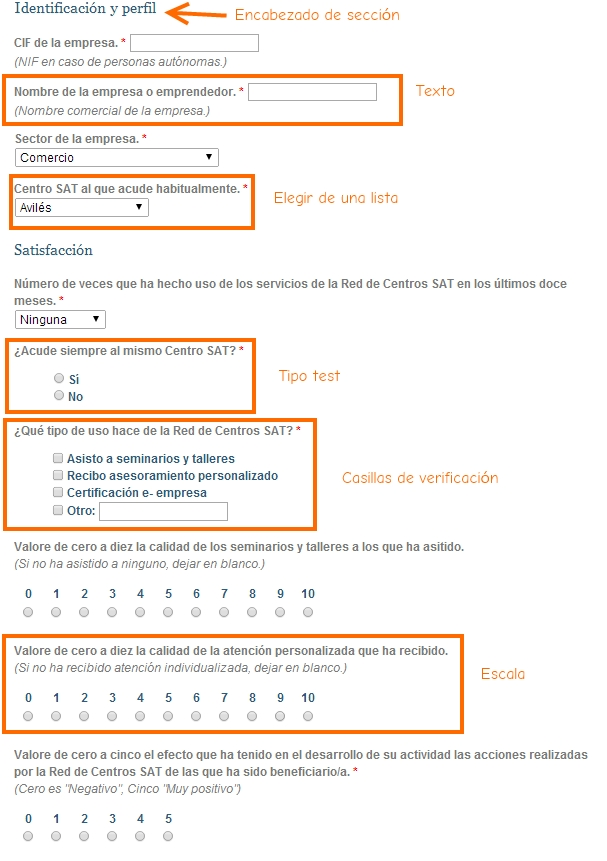 Identificación y perfil
Encabezado de sección
CIF de la empresa. *
(NIF en caso de personas autónomas.)
Nombre de la empresa o emprendedor. *
Texto
(Nombre comercial de la empresa.)
Sector de la empresa. *
Comercio
Centro SAT al que acude habitualmente. *
Elegir de una lista
Avilés
Satisfacción
Número de veces que ha hecho uso de los servicios de la Red de Centros SAT en los últimos doce
meses. *
Ninguna
¿Acude siempre al mismo Centro SAT? *
Tipo test
Sí
No
¿Qué tipo de uso hace de la Red de Centros SAT? *
Asisto a seminarios y talleres
Recibo asesoramiento personalizado
Casillas de verificación
Certificación e- empresa
Otro:
Valore de cero a diez la calidad de los seminarios y talleres a los que ha asitido.
(Si no ha asistido a ninguno, dejar en blanco.)
0 1 2 3 4 5 6 7 8 9 10
Valore de cero a diez la calidad de la atención personalizada que ha recibido.
(Si no ha recibido atención individualizada, dejar en blanco.)
Escala
0 1 2 3 4 5 6 7 8 9 10
Valore de cero a cinco el efecto que ha tenido en el desarrollo de su actividad las acciones realizadas
por la Red de Centros SAT de las que ha sido beneficiario/a. *
(Cero es "Negativo", Cinco "Muy positivo")
0 1 2 3 4 5